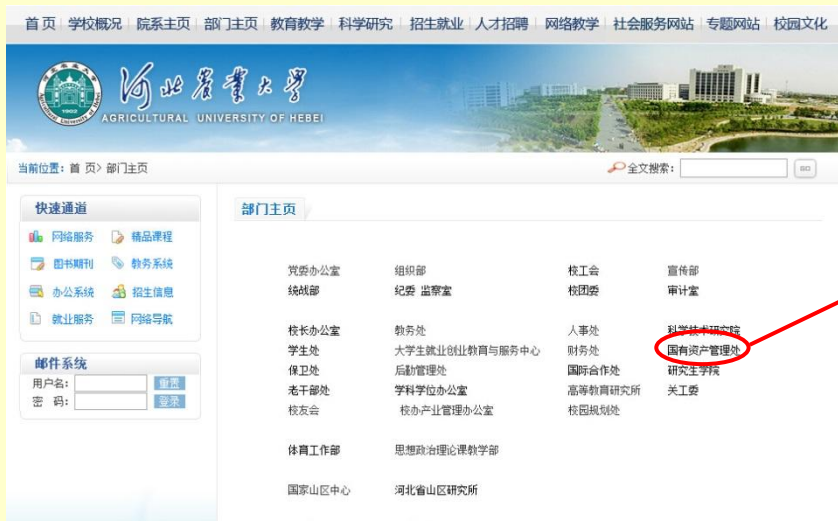 首页 学校概况 院系主页 部门主页 教育教学 科学研究 招生就业 人才招聘 网络教学 社会服务网站 专题网站 校园文化
河北农业大学
AGRICULTURAL UNIVERSITY OF HEBEI
1902
当前位置：首 页> 部门主页
全文搜索：
GO
快速通道
网络服务 精品课程
图书期刊 教务系统
办公系统 招生信息
就业服务 网络导航
邮件系统
用户名： 重置
密 码： 登录
部门主页
党委办公室 组织部 校工会 宣传部
统战部 纪委 监察室 校团委 审计室
校长办公室 教务处 人事处 科学技术研究院
学生处 大学生就业创业教育与服务中心 财务处 国有资产管理处
保卫处 后勤管理处 国际合作处 研究生学院
老干部处 学科学位办公室 高等教育研究所 关工委
校友会 校办产业管理办公室 校园规划处
体育工作部 思想政治理论课教学部
国家山区中心 河北省山区研究所